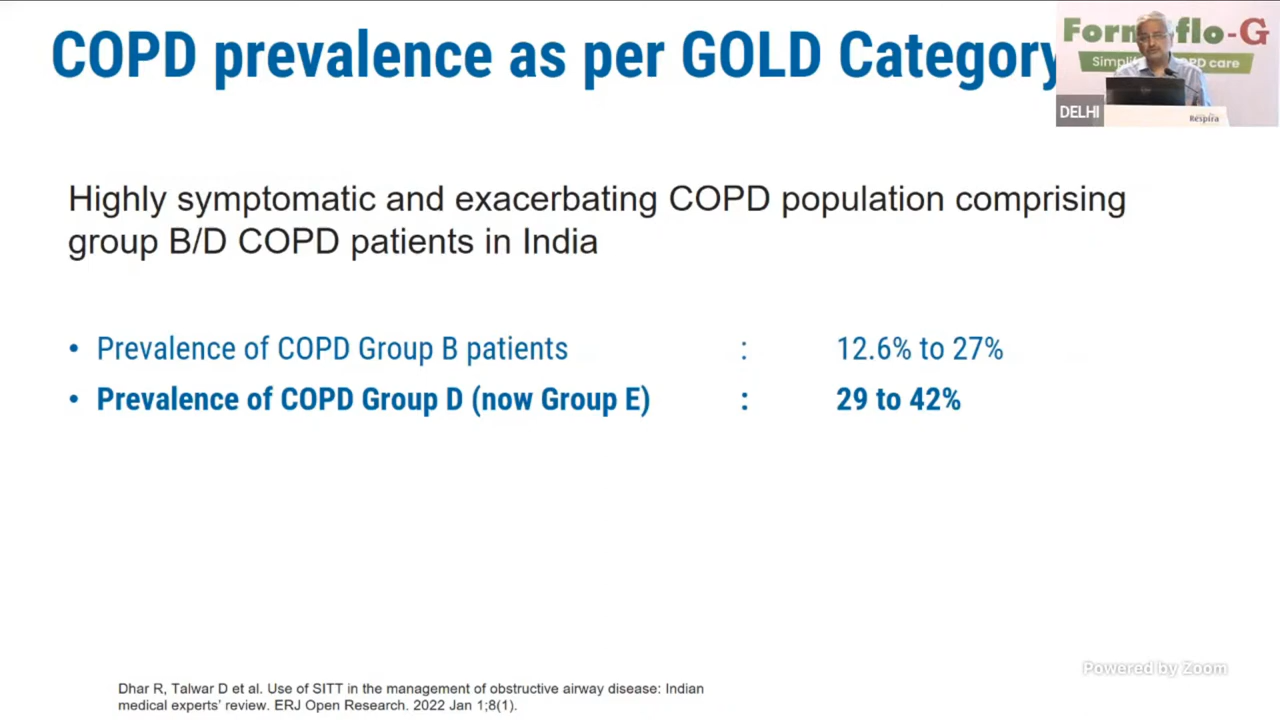 COPD prevalence as per GOLD Category
Formoflo-G
DELHI
Respira
Highly symptomatic and exacerbating COPD population comprising
group B/D COPD patients in India
• Prevalence of COPD Group B patients : 12.6% to 27%
• Prevalence of COPD Group D (now Group E) : 29 to 42%
Powered by Zoom
Dhar R, Talwar D et al. Use of SITT in the management of obstructive airway disease: Indian
medical experts' review. ERJ Open Research. 2022 Jan 1;8(1).